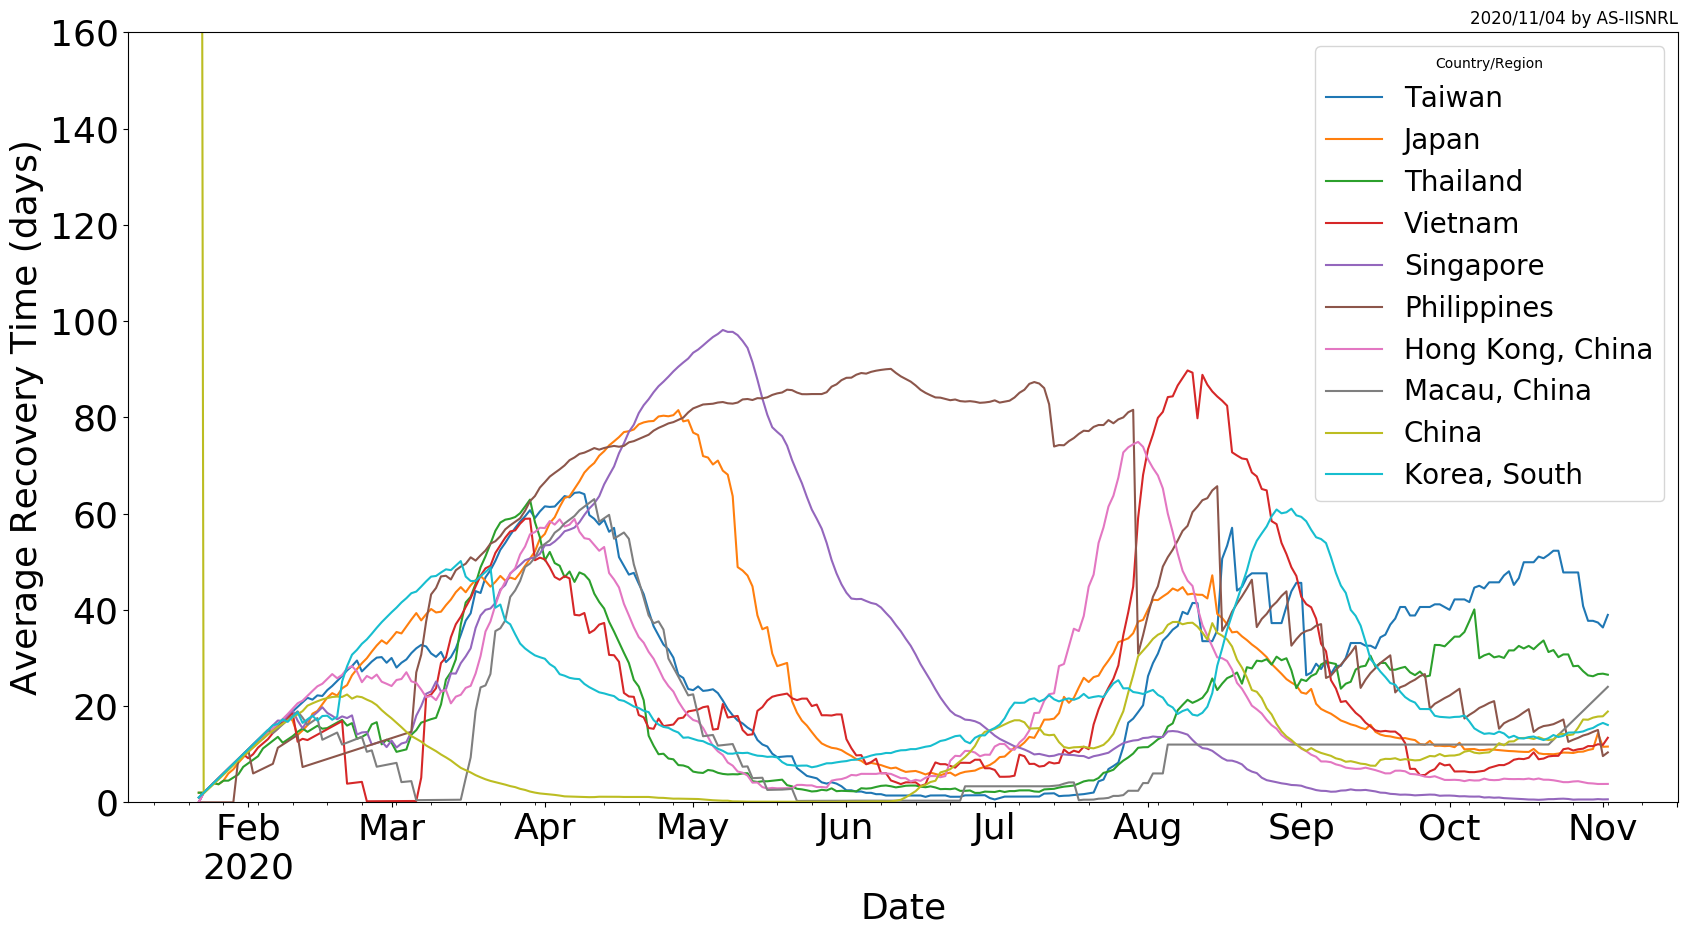 2020/11/04 by AS-IISNRL
160
140
120
100
80
60
40
20
0
Average Recovery Time (days)
Country/Region
Taiwan
Japan
Thailand
Vietnam
Singapore
Philippines
Hong Kong, China
Macau, China
China
Korea, South
Feb Mar Apr May Jun Jul Aug Sep Oct Nov
2020
Date